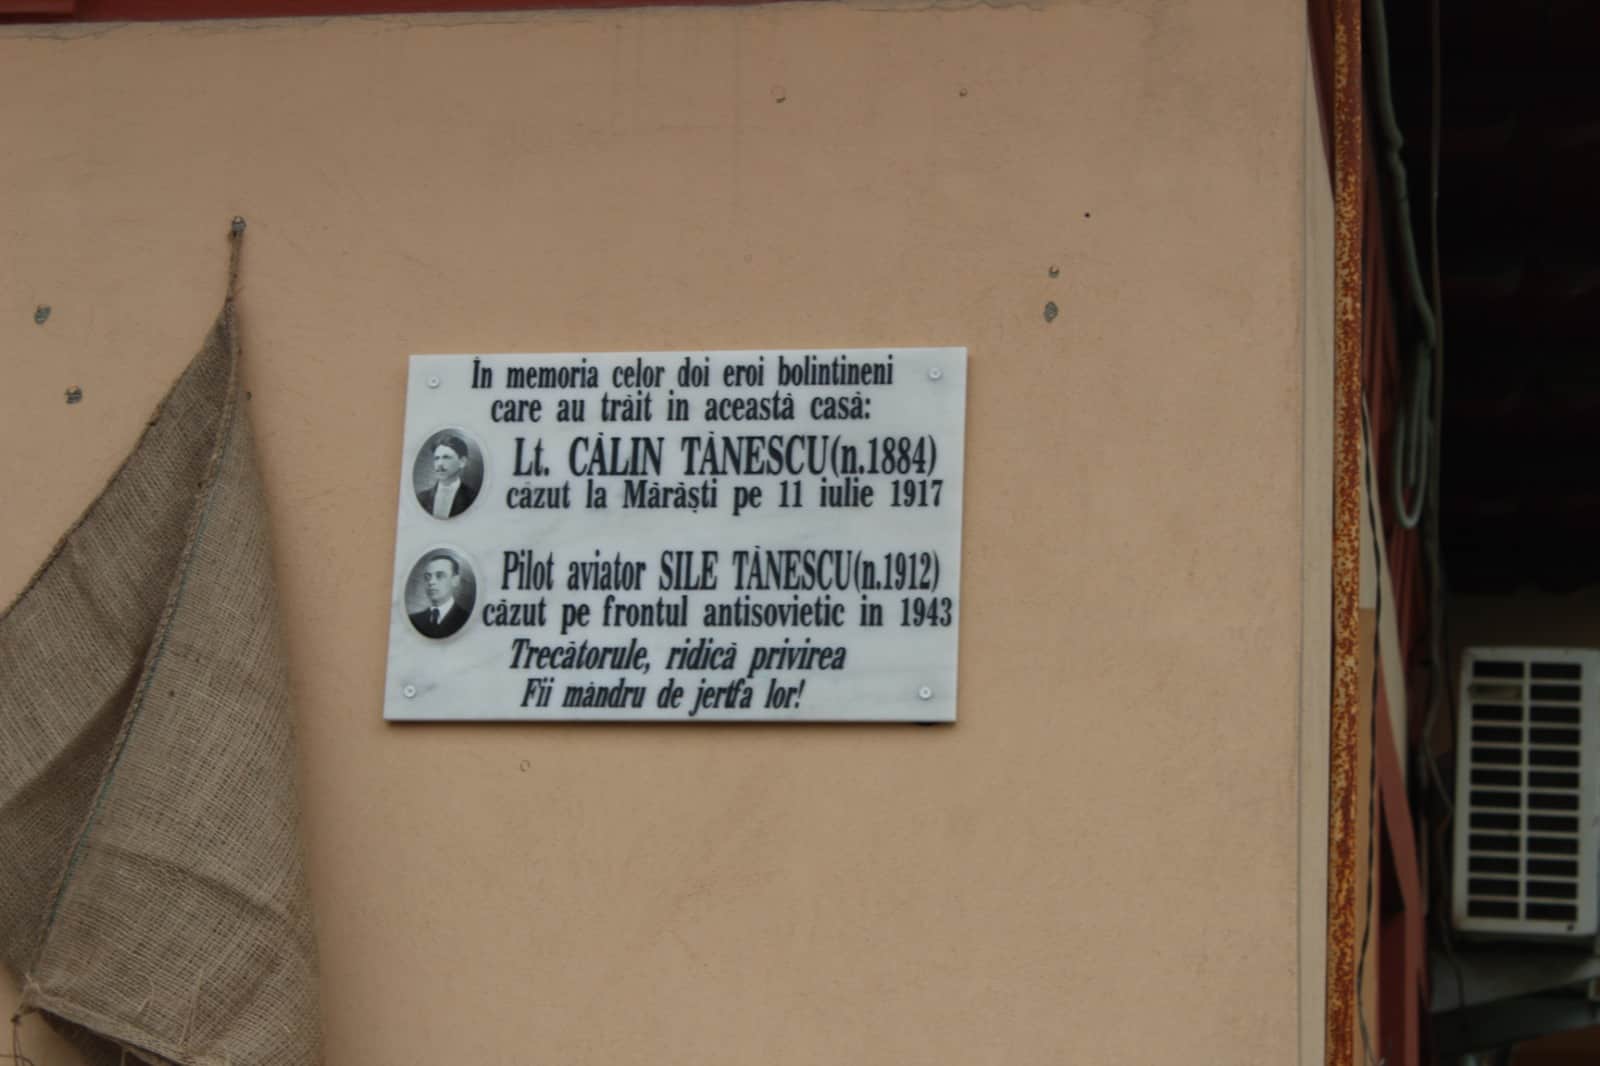 În memoria celor doi eroi bolintineni
care au trăit in această casă:
Lt. CĂLIN TĂNESCU(n.1884)
căzut la Mărăști pe 11 iulie 1917
Pilot aviator SILE TĂNESCU(n.1912)
căzut pe frontul antisovietic in 1943
Trecătorule, ridică privirea
Fii mândru de jertfa lor!